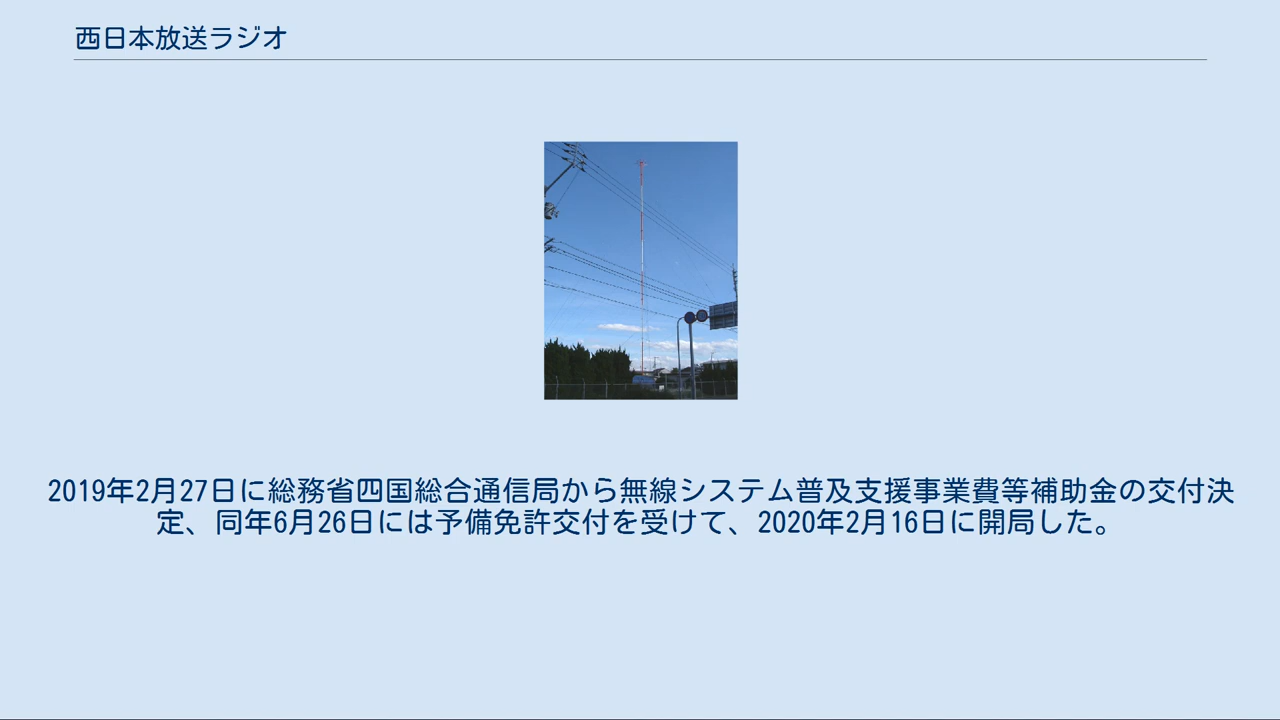 西日本放送ラジオ
2019年2月27日に総務省四国総合通信局から無線システム普及支援事業費等補助金の交付決
定、同年6月26日には予備免許交付を受けて、2020年2月16日に開局した。